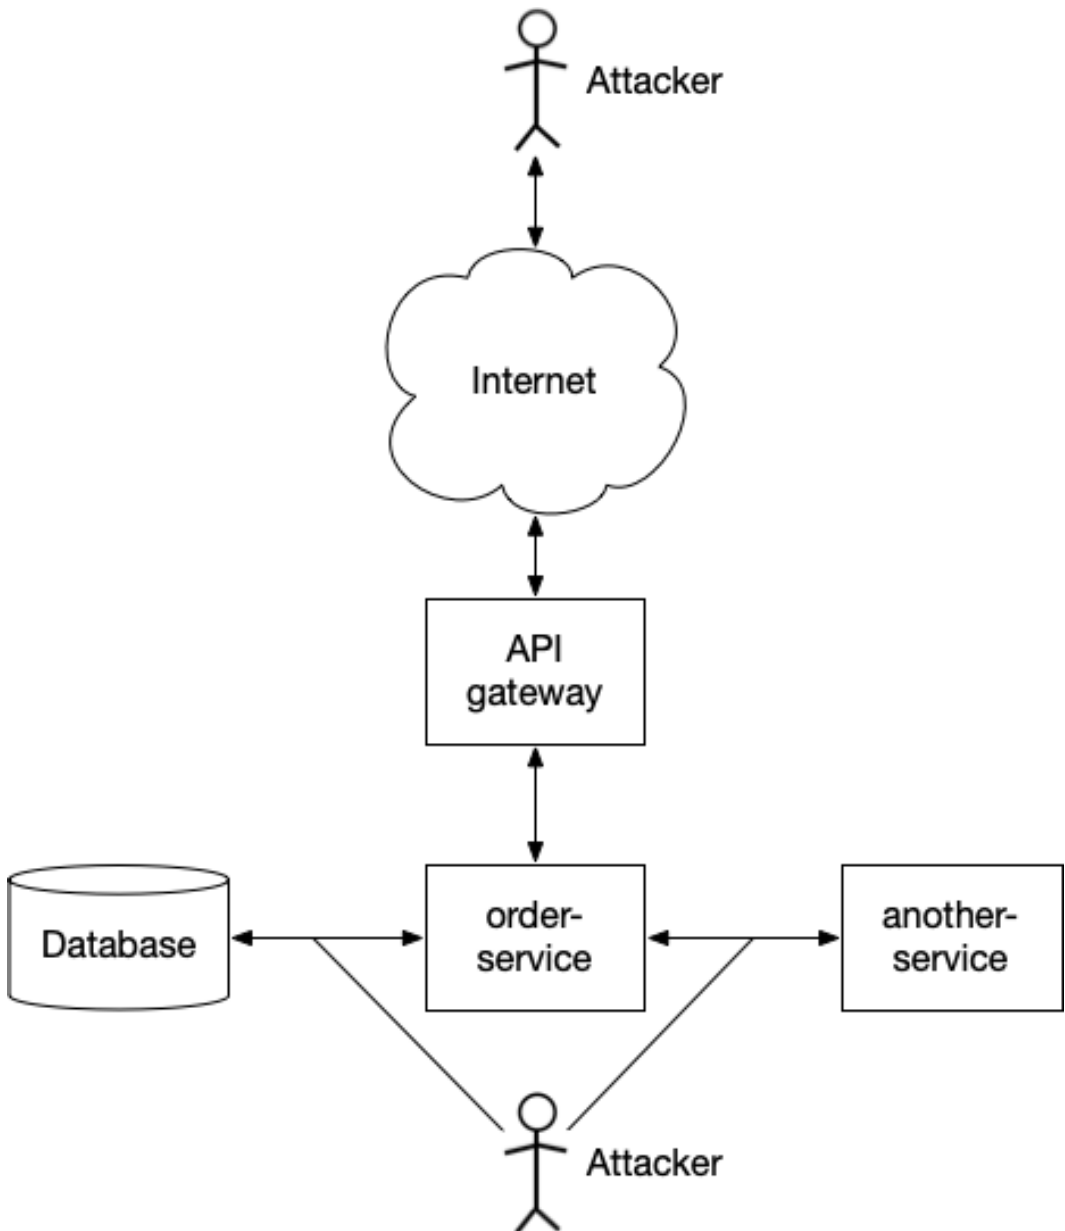 Attacker
Internet
API
gateway
Database
order-
service
another-
service
Attacker